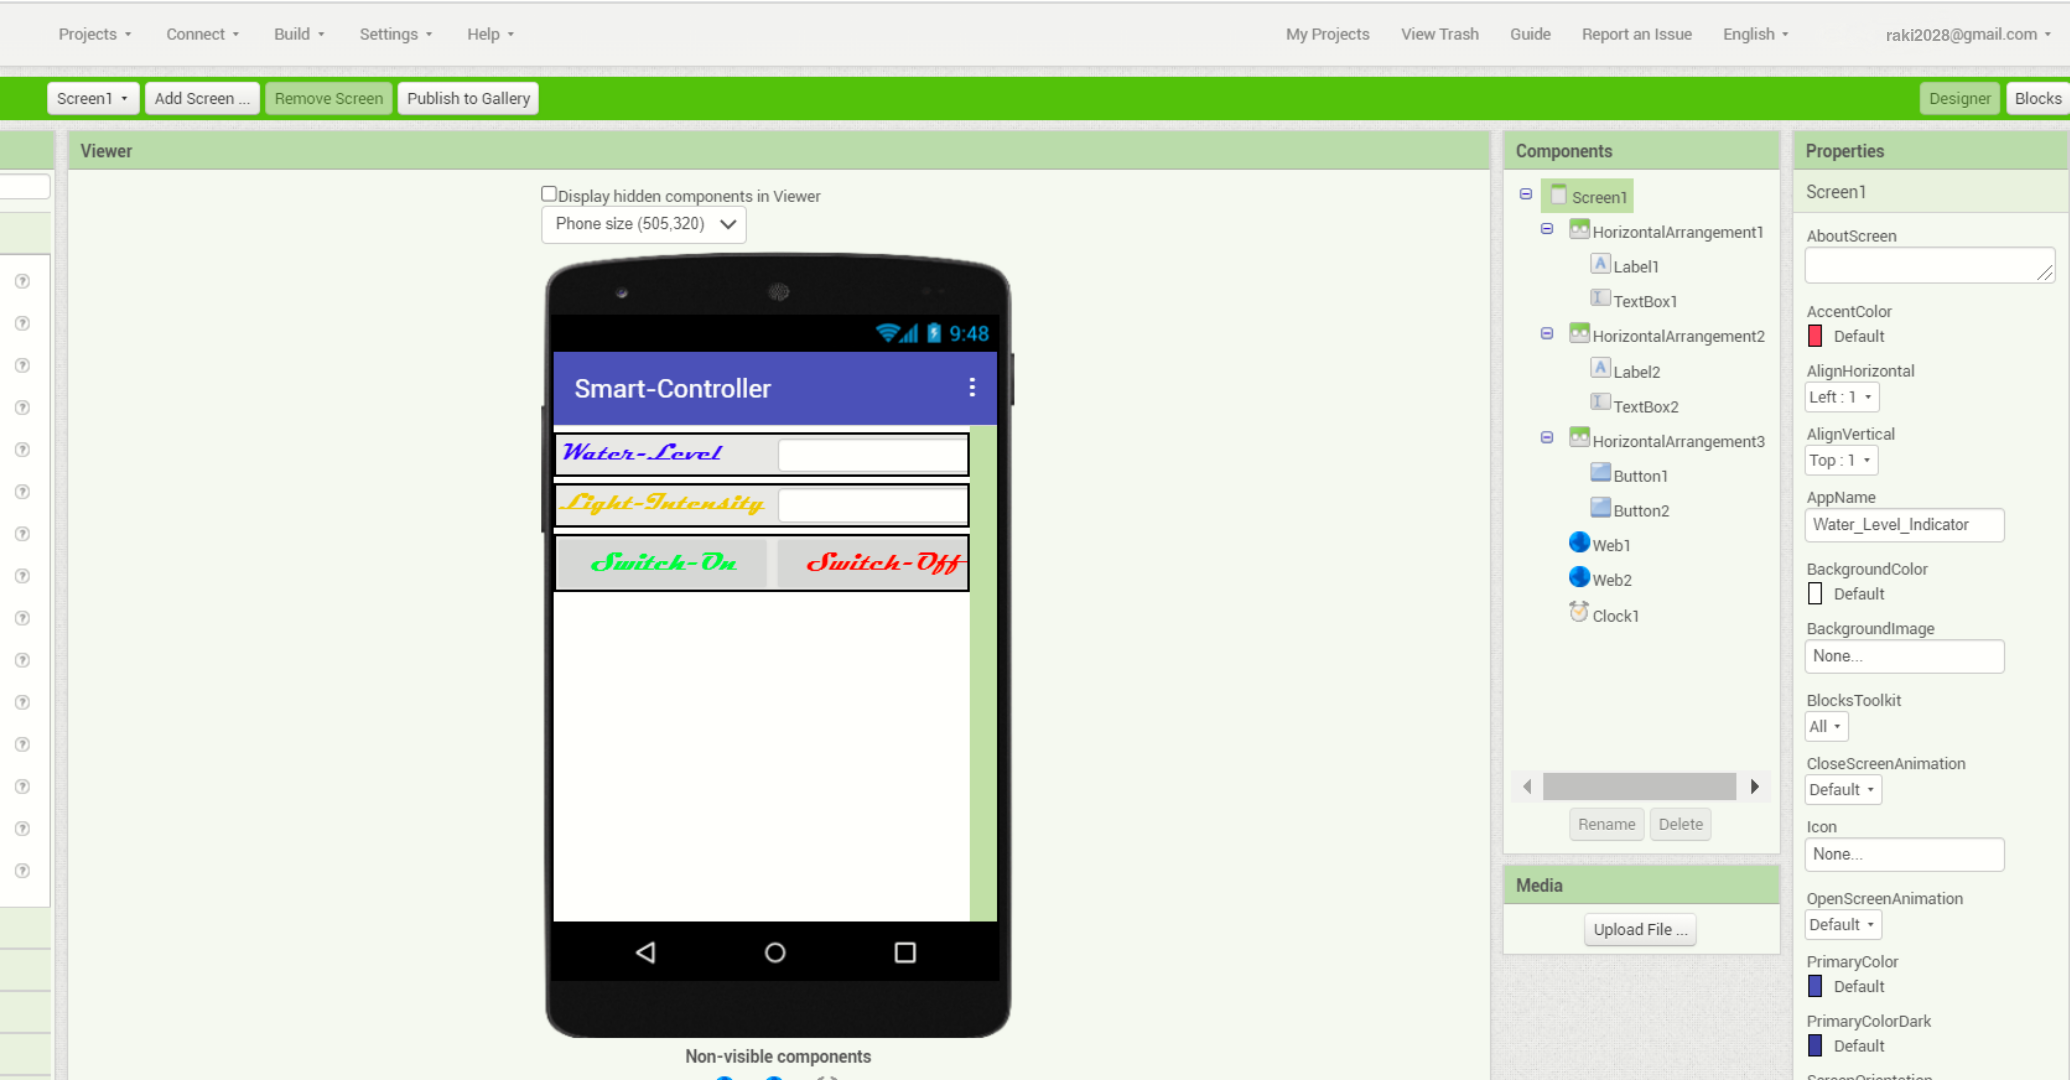 Projects Connect Build Settings Help My Projects View Trash Guide Report an Issue English raki2028@gmail.com
Screen1 Add Screen ... Remove Screen Publish to Gallery Designer Blocks
Viewer
Display hidden components in Viewer
Phone size (505,320)
9:48
Smart-Controller
Water-Level
Light-Intensity
Switch-On Switch-Off
Non-visible components
Components
Screen1
HorizontalArrangement1
A Label1
TextBox1
HorizontalArrangement2
A Label2
TextBox2
HorizontalArrangement3
Button1
Button2
Web1
Web2
Clock1
Rename Delete
Media
Upload File ...
Properties
Screen1
AboutScreen
AccentColor
Default
AlignHorizontal
Left : 1
AlignVertical
Top : 1
AppName
Water_Level_Indicator
BackgroundColor
Default
BackgroundImage
None...
BlocksToolkit
All
CloseScreenAnimation
Default
Icon
None...
OpenScreenAnimation
Default
PrimaryColor
Default
PrimaryColorDark
Default
ScreenOrientation